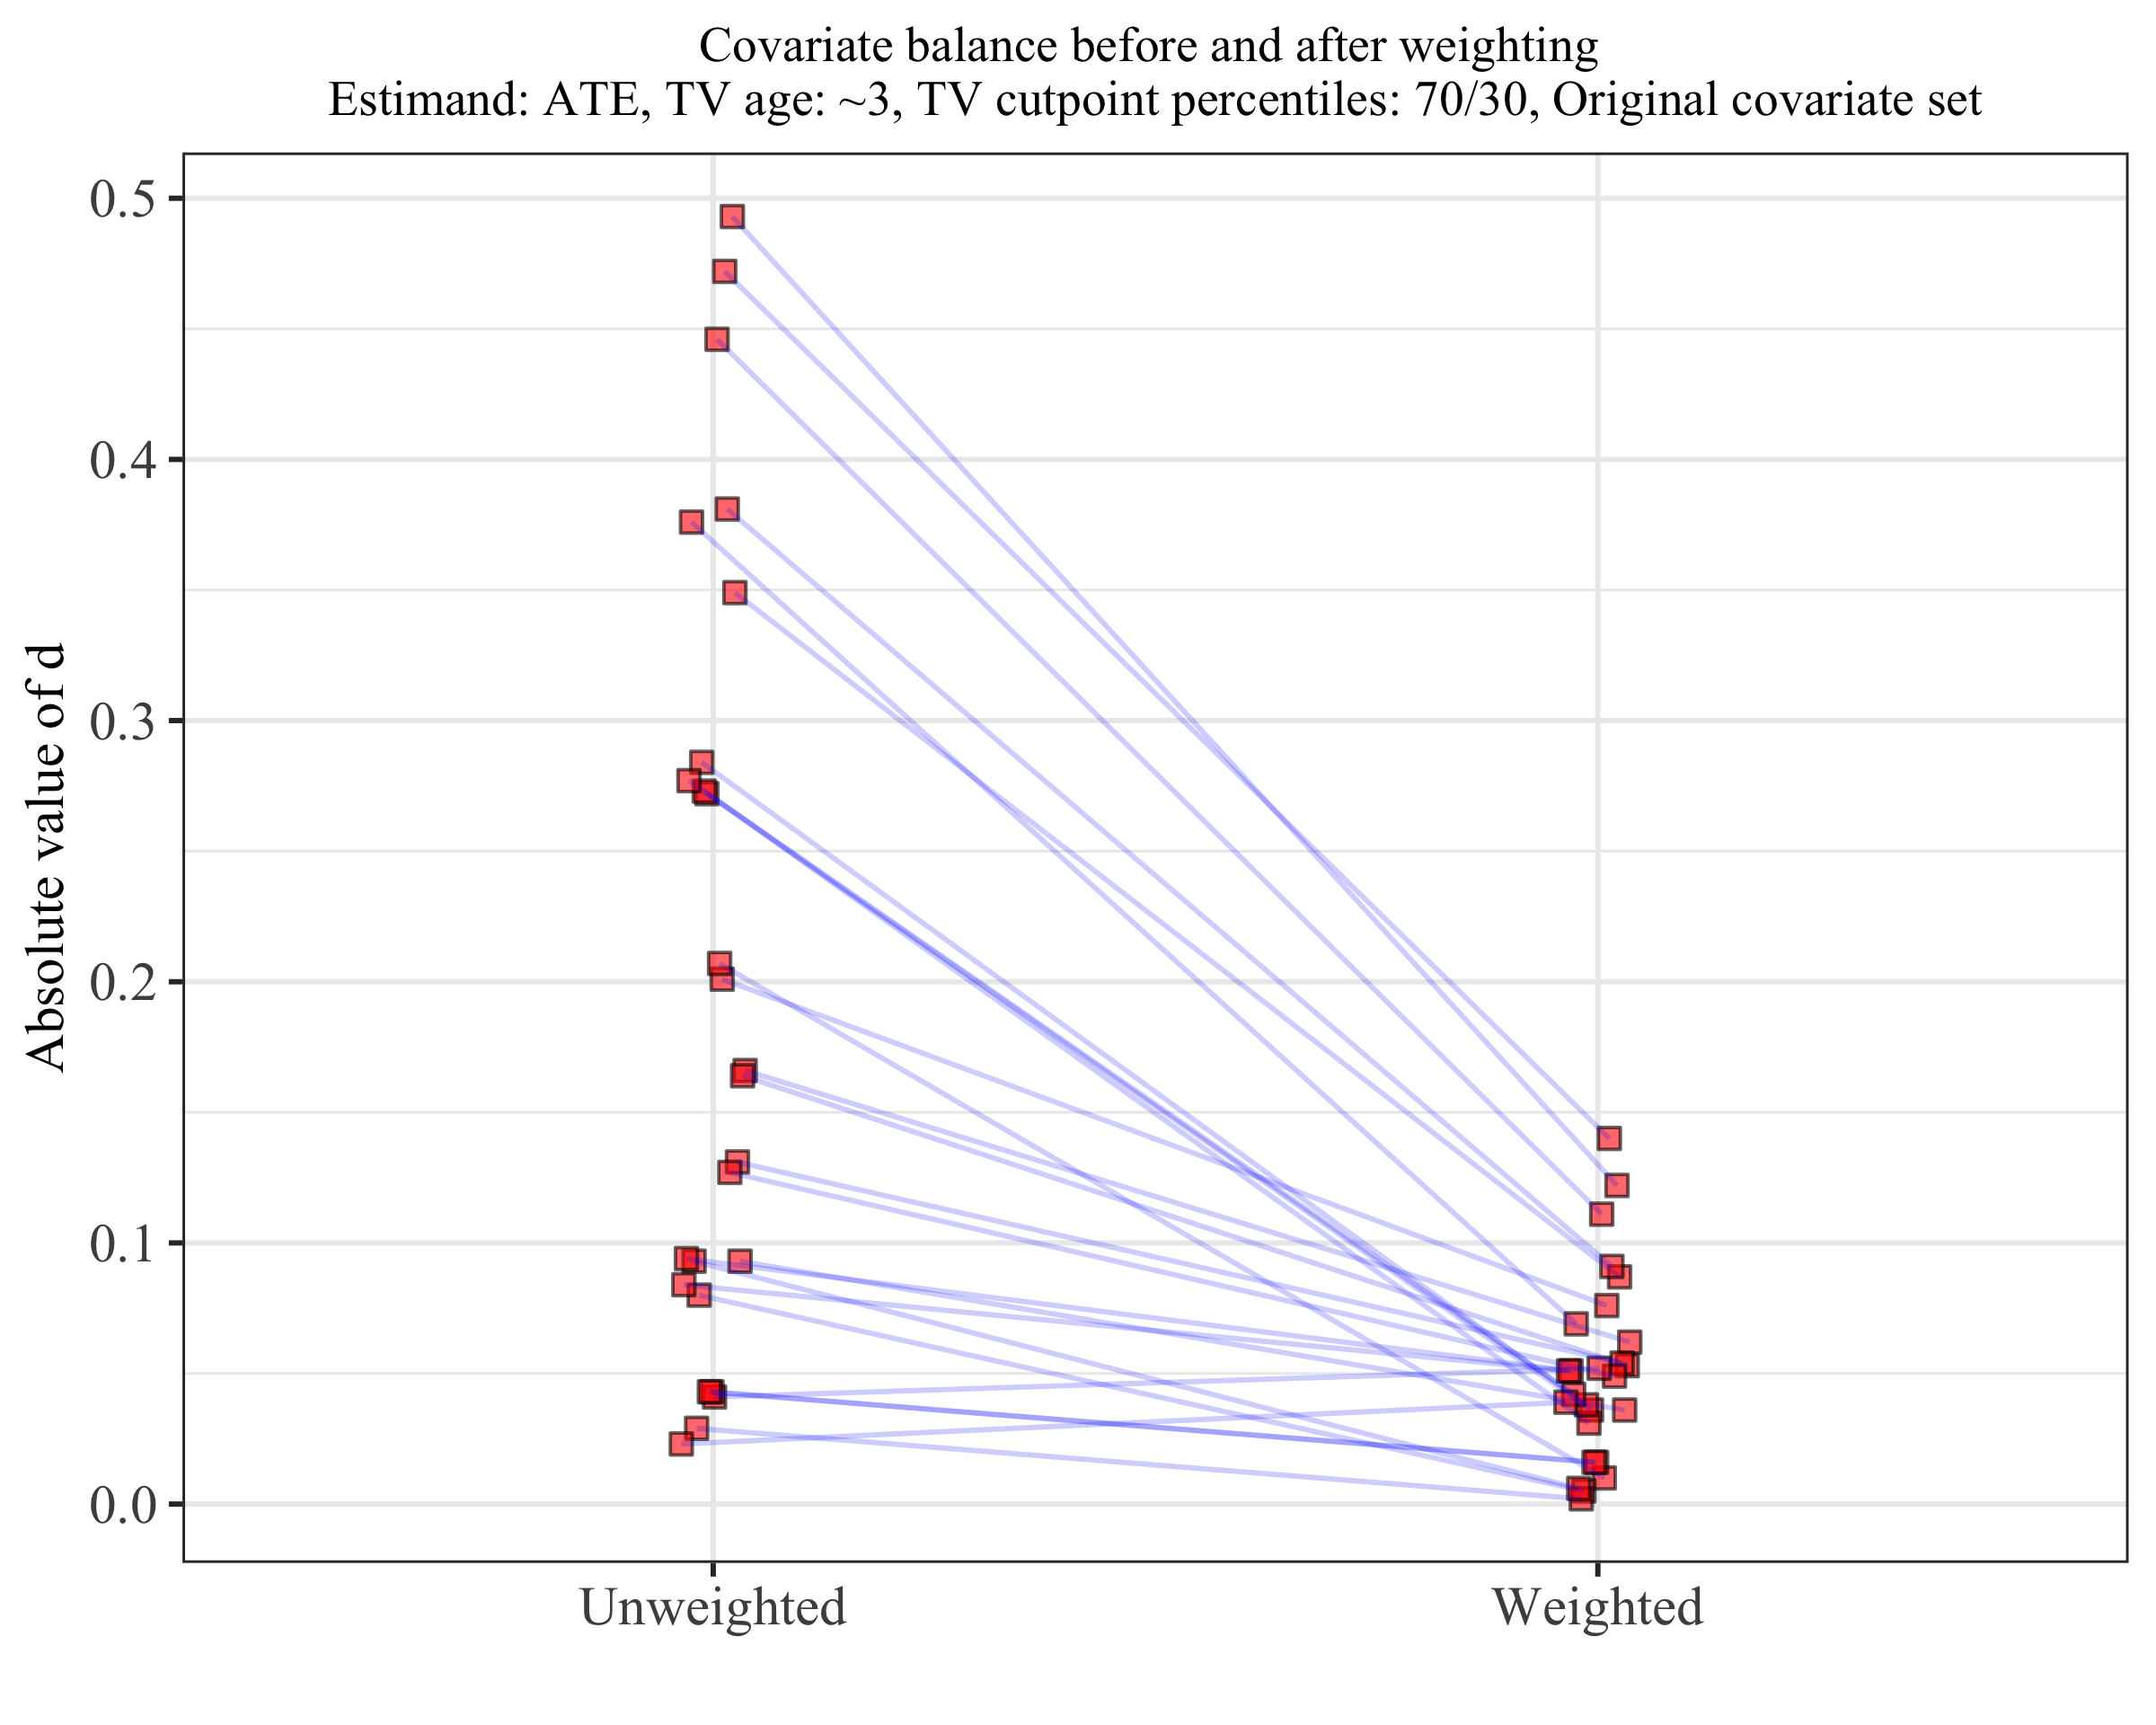 Covariate balance before and after weighting
Estimand: ATE, TV age: ~3, TV cutpoint percentiles: 70/30, Original covariate set
Absolute value of d
0.5
0.4
0.3
0.2
0.1
0.0
Unweighted
Weighted